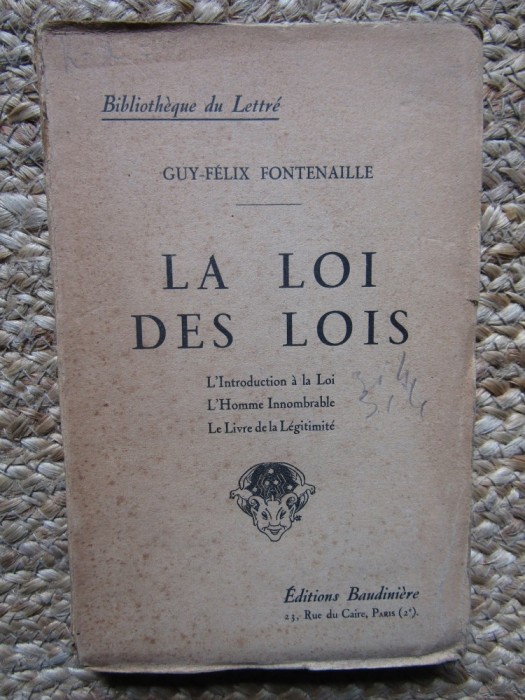 Bibliothèque du Lettré
GUY-FÉLIX FONTENAILLE
LA LOI
DES LOIS
L'Introduction à la Loi
L'Homme Innombrable
Le Livre de la Légitimité
Éditions Baudinière
23, Rue du Caire, PARIS (2ᵉ).